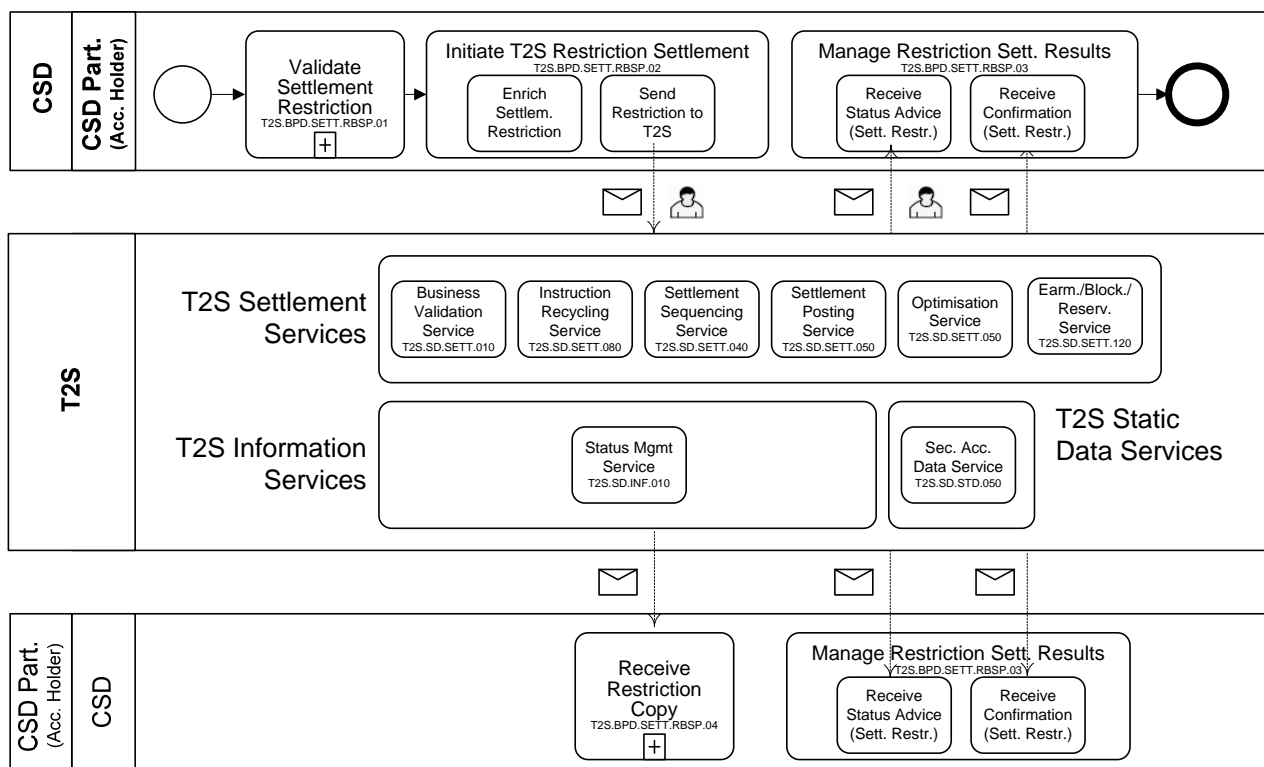 CSD
CSD Part.
(Acc. Holder)
Validate
Settlement
Restriction
T2S.BPD.SETT.RBSP.01
+
Initiate T2S Restriction Settlement
T2S.BPD.SETT.RBSP.02
Enrich
Settlem.
Restriction
Send
Restriction to
T2S
Manage Restriction Sett. Results
T2S.BPD.SETT.RBSP.03
Receive
Status Advice
(Sett. Restr.)
Receive
Confirmation
(Sett. Restr.)
T2S
T2S Settlement
Services
Business
Validation
Service
T2S.SD.SETT.010
Instruction
Recycling
Service
T2S.SD.SETT.080
Settlement
Sequencing
Service
T2S.SD.SETT.040
Settlement
Posting
Service
T2S.SD.SETT.050
Optimisation
Service
T2S.SD.SETT.050
Earm./Block./
Reserv.
Service
T2S.SD.SETT.120
T2S Information
Services
Status Mgmt
Service
T2S.SD.INF.010
Sec. Acc.
Data Service
T2S.SD.STD.050
T2S Static
Data Services
CSD Part.
(Acc. Holder)
CSD
Receive
Restriction
Copy
T2S.BPD.SETT.RBSP.04
+
Manage Restriction Sett. Results
T2S.BPD.SETT.RBSP.03
Receive
Status Advice
(Sett. Restr.)
Receive
Confirmation
(Sett. Restr.)